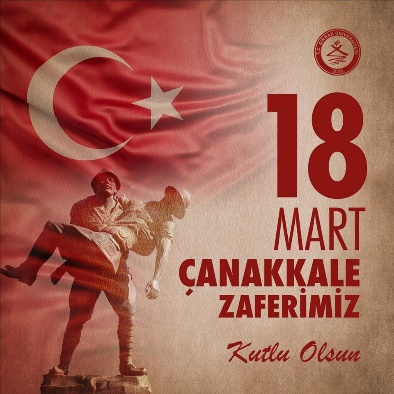 18
MART
ÇANAKKALE
ZAFERİMİZ
Kutlu Olsun